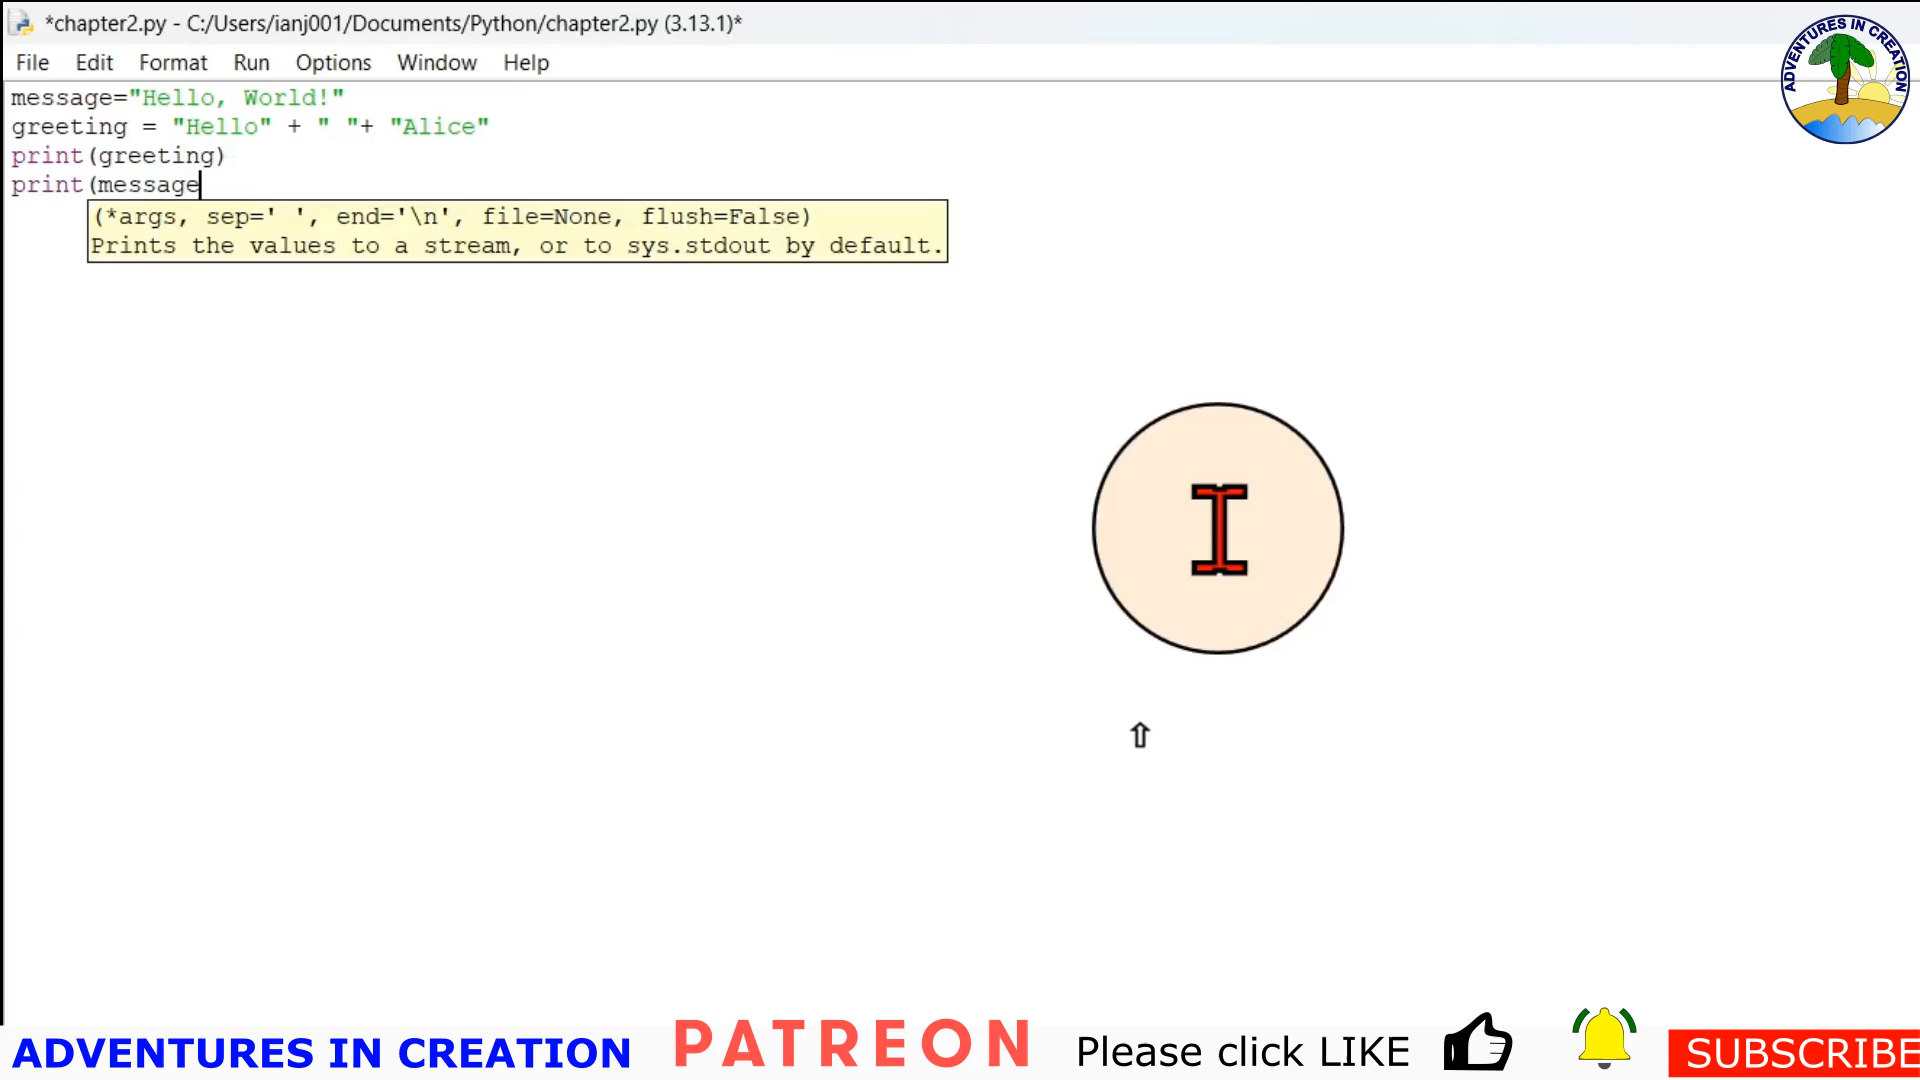 *chapter2.py - C:/Users/ianj001/Documents/Python/chapter2.py (3.13.1)*
File Edit Format Run Options Window Help
ADVENTURES IN CREATION
message="Hello, World!"
greeting = "Hello" + " "+ "Alice"
print(greeting)
print(message
(*args, sep=' ', end='\n', file=None, flush=False)
Prints the values to a stream, or to sys.stdout by default.
ADVENTURES IN CREATION PATREON Please click LIKE SUBSCRIBE